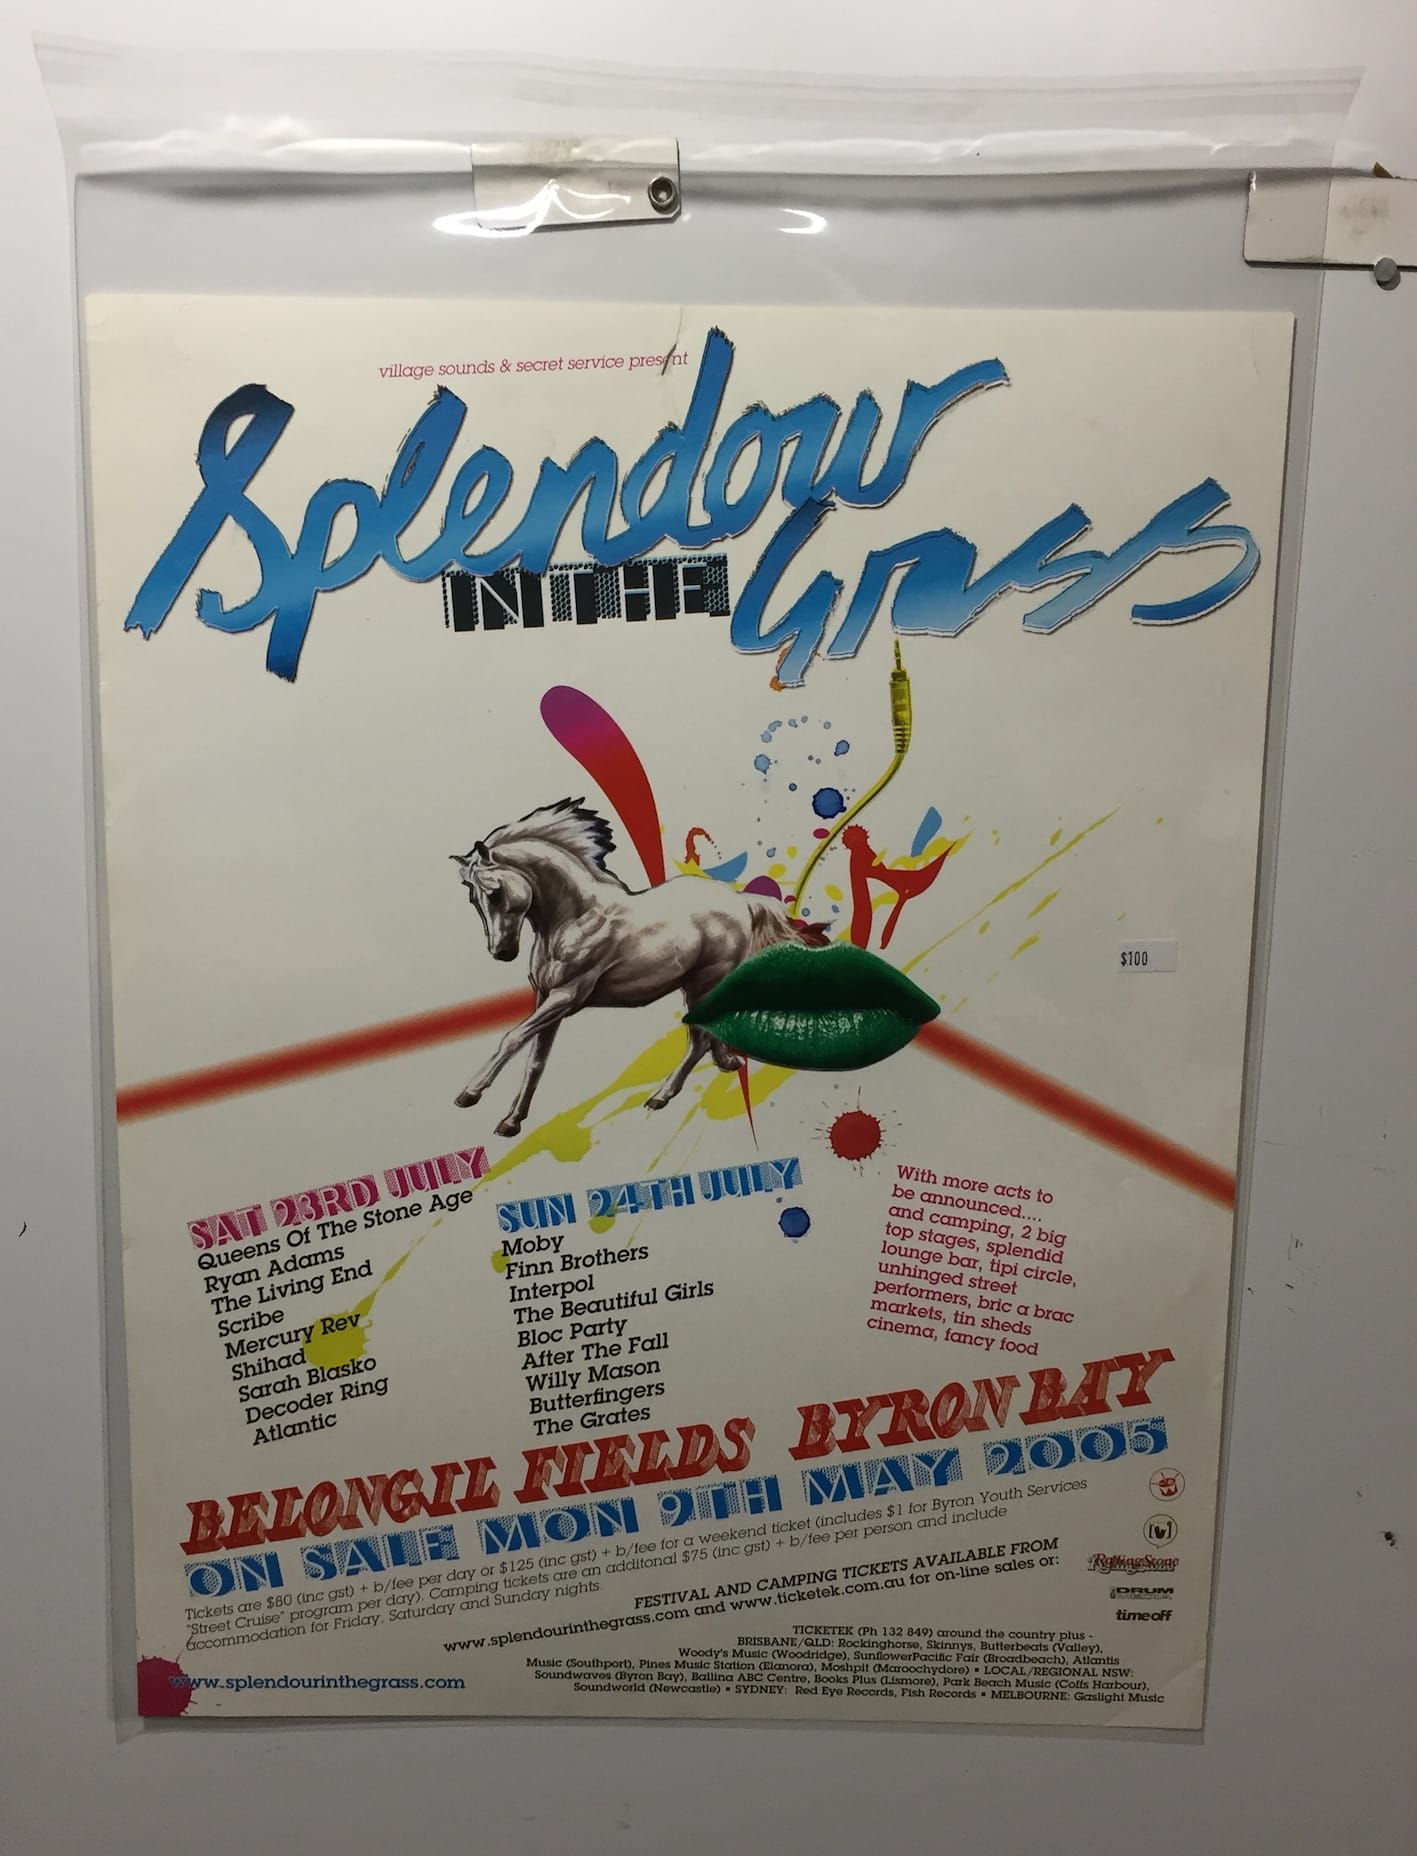 village sounds & secret service present
Splendour
IN THE
Grass
$100
SAT 23RD JULY
Queens Of The Stone Age
Ryan Adams
The Living End
Scribe
Mercury Rev
Shihad
Sarah Blasko
Decoder Ring
Atlantic
SUN 24TH JULY
Moby
Finn Brothers
Interpol
The Beautiful Girls
Bloc Party
After The Fall
Willy Mason
Butterfingers
The Grates
With more acts to
be announced....
and camping, 2 big
top stages, splendid
lounge bar, tipi circle,
unhinged street
performers, bric a brac
markets, tin sheds
cinema, fancy food
BELONGIL FIELDS BYRON BAY
ON SALE MON 9TH MAY 2005
Tickets are $80 (inc gst) + b/fee per day or $125 (inc gst) + b/fee for a weekend ticket (includes $1 for Byron Youth Services
"Street Cruise" program per day). Camping tickets are an additonal $75 (inc gst) + b/fee per person and include
accommodation for Friday, Saturday and Sunday nights.
FESTIVAL AND CAMPING TICKETS AVAILABLE FROM
www.splendourinthegrass.com and www.ticketek.com.au for on-line sales or:
TICKETEK (Ph 132 849) around the country plus -
BRISBANE/QLD: Rockinghorse, Skinnys, Butterbeats (Valley),
Woody's Music (Woodridge), SunflowerPacific Fair (Broadbeach), Atlantis
Music (Southport), Pines Music Station (Elanora), Moshpit (Maroochydore) • LOCAL/REGIONAL NSW:
Soundwaves (Byron Bay), Ballina ABC Centre, Books Plus (Lismore), Park Beach Music (Coffs Harbour),
Soundworld (Newcastle) • SYDNEY: Red Eye Records, Fish Records • MELBOURNE: Gaslight Music
www.splendourinthegrass.com
[v]
RollingStone
DRUM
timeoff